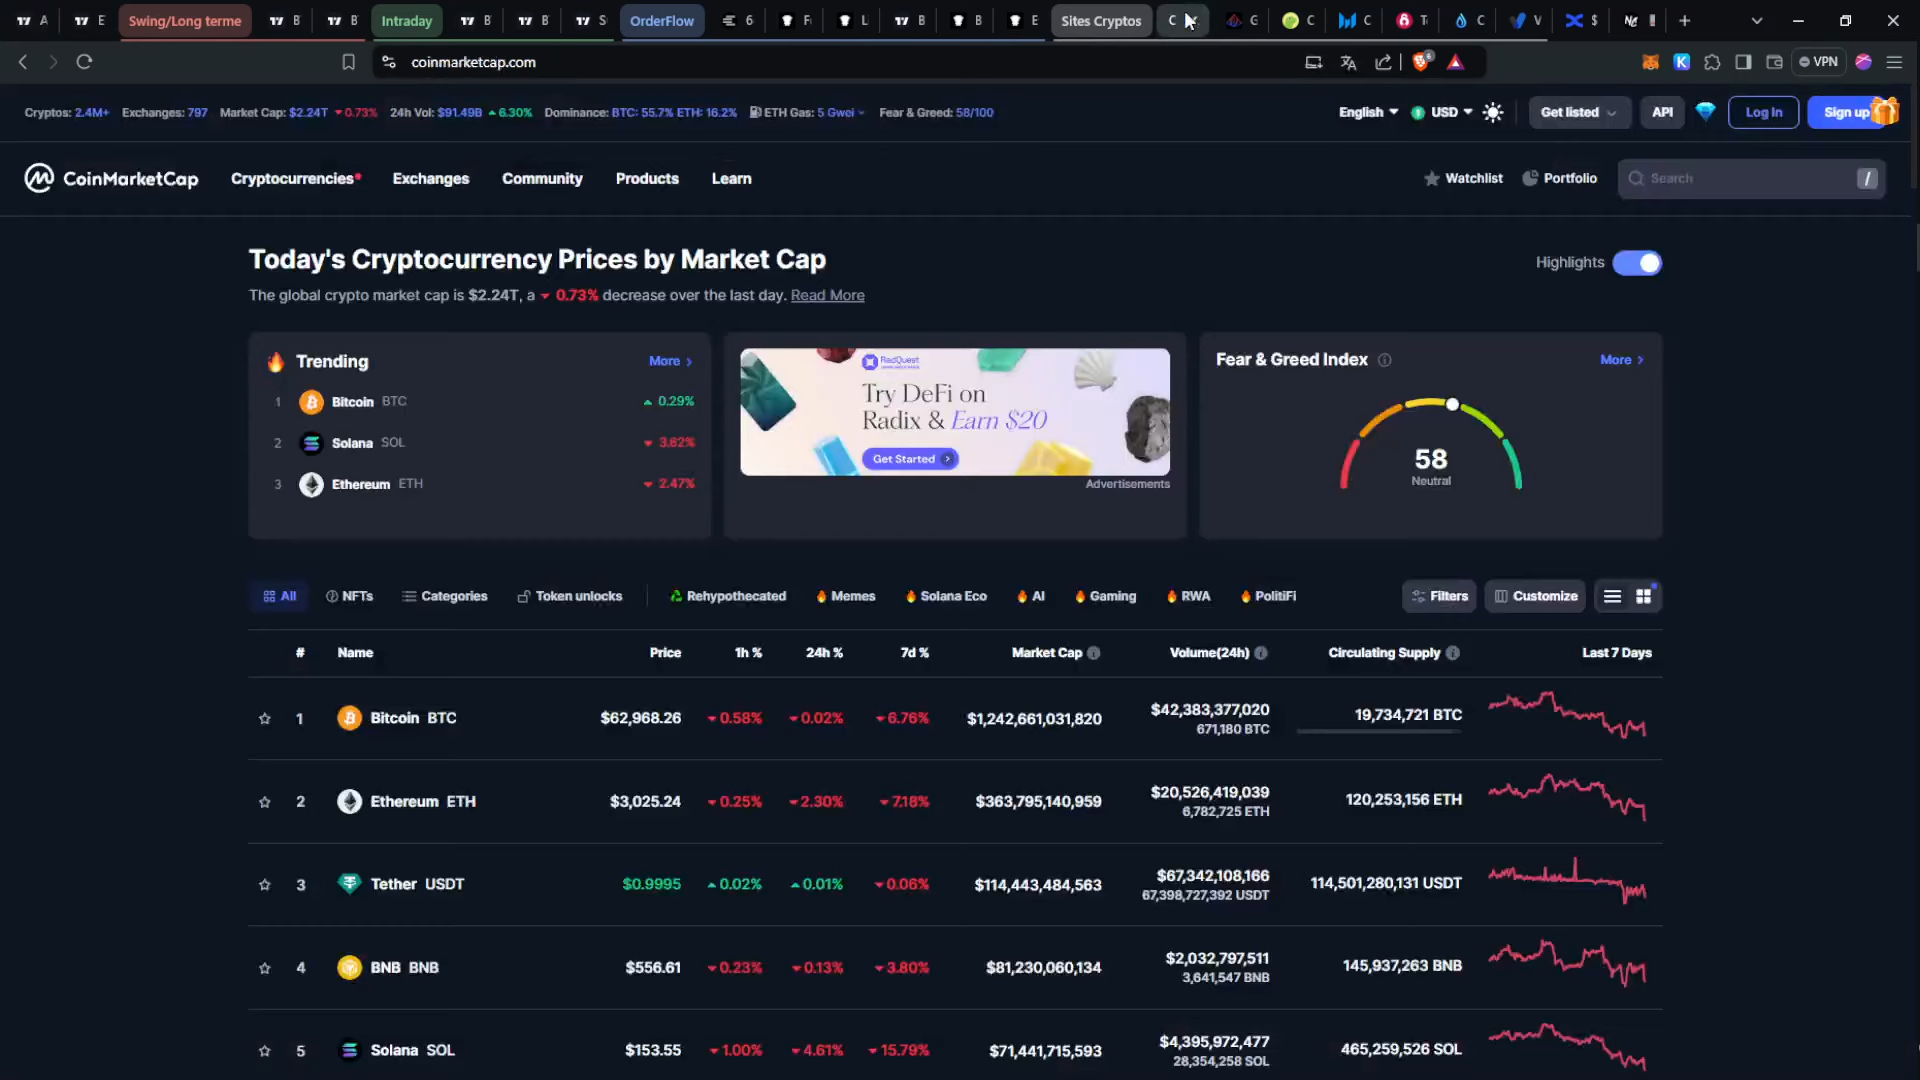 A
E
Swing/Long terme
B
B
Intraday
B
B
S
OrderFlow
6
F
L
B
B
E
Sites Cryptos
C
G
C
C
T
C
V
$
coinmarketcap.com
VPN
Cryptos: 2.4M+ Exchanges: 797 Market Cap: $2.24T 0.73% 24h Vol: $91.49B 6.30% Dominance: BTC: 55.7% ETH: 16.2% ETH Gas: 5 Gwei Fear & Greed: 58/100
English USD Get listed API Log In Sign up
CoinMarketCap Cryptocurrencies Exchanges Community Products Learn Watchlist Portfolio Search /
Today's Cryptocurrency Prices by Market Cap
Highlights
The global crypto market cap is $2.24T, a 0.73% decrease over the last day. Read More
Trending More
1 Bitcoin BTC 0.29%
2 Solana SOL 3.62%
3 Ethereum ETH 2.47%
RadQuest
Try DeFi on
Radix & Earn $20
Get Started
Advertisements
Fear & Greed Index More
58
Neutral
All NFTs Categories Token unlocks Rehypothecated Memes Solana Eco AI Gaming RWA PolitiFi Filters Customize
# Name Price 1h % 24h % 7d % Market Cap Volume(24h) Circulating Supply Last 7 Days
1 Bitcoin BTC $62,968.26 0.58% 0.02% 6.76% $1,242,661,031,820 $42,383,377,020 19,734,721 BTC
671,180 BTC
2 Ethereum ETH $3,025.24 0.25% 2.30% 7.18% $363,795,140,959 $20,526,419,039 120,253,156 ETH
6,782,725 ETH
3 Tether USDT $0.9995 0.02% 0.01% 0.06% $114,443,484,563 $67,342,108,166 114,501,280,131 USDT
67,398,727,392 USDT
4 BNB BNB $556.61 0.23% 0.13% 3.80% $81,230,060,134 $2,032,797,511 145,937,263 BNB
3,641,547 BNB
5 Solana SOL $153.55 1.00% 4.61% 15.79% $71,441,715,593 $4,395,972,477 465,259,526 SOL
28,354,258 SOL